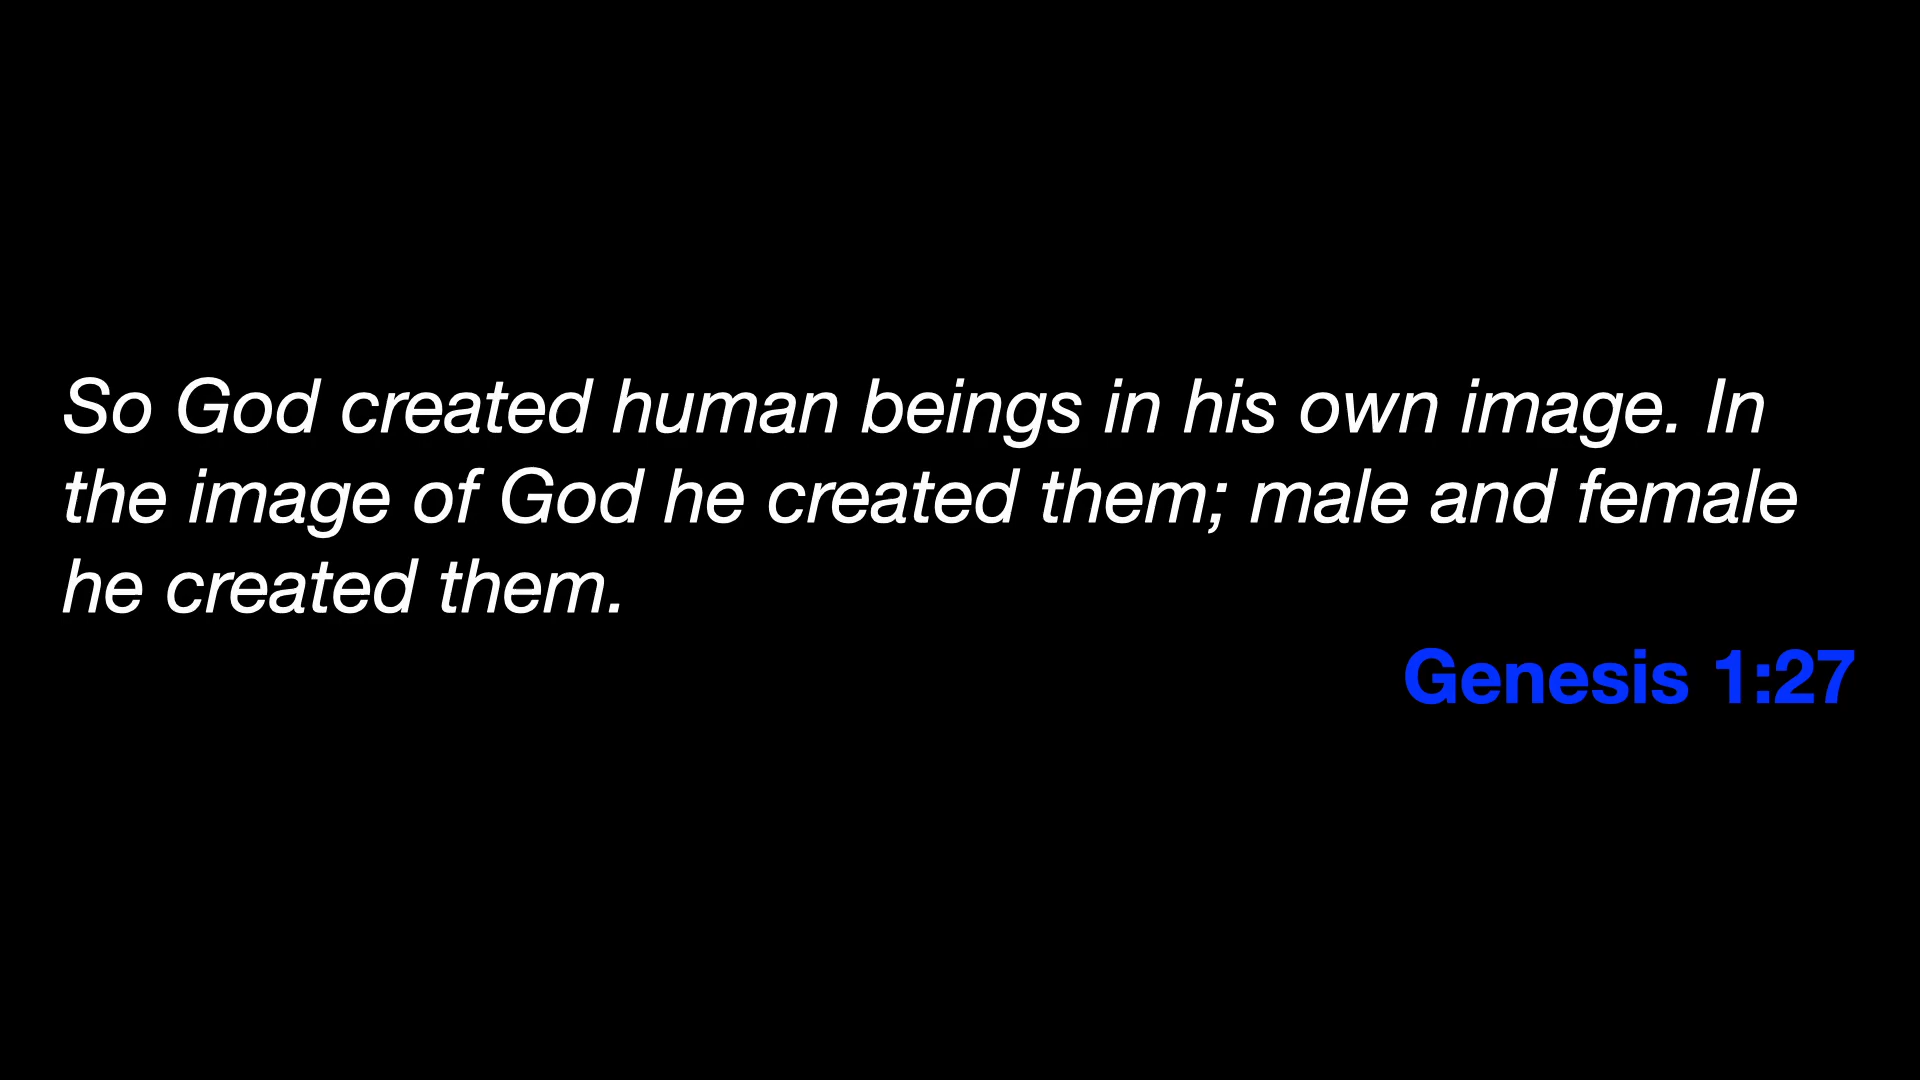 So God created human beings in his own image. In
the image of God he created them; male and female
he created them.
Genesis 1:27